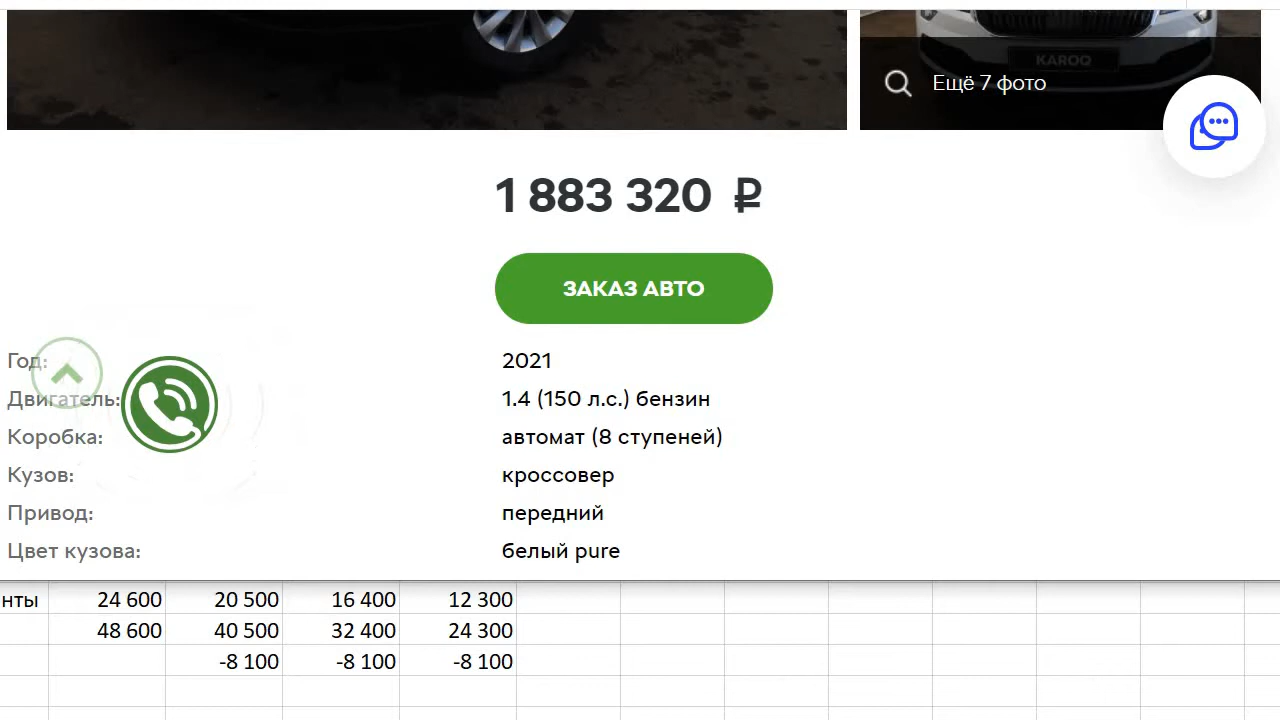 KAROQ
Ещё 7 фото
1 883 320 ₽
ЗАКАЗ АВТО
Год: 2021
Двигатель: 1.4 (150 л.с.) бензин
Коробка: автомат (8 ступеней)
Кузов: кроссовер
Привод: передний
Цвет кузова: белый pure
нты 24 600 20 500 16 400 12 300
48 600 40 500 32 400 24 300
-8 100 -8 100 -8 100